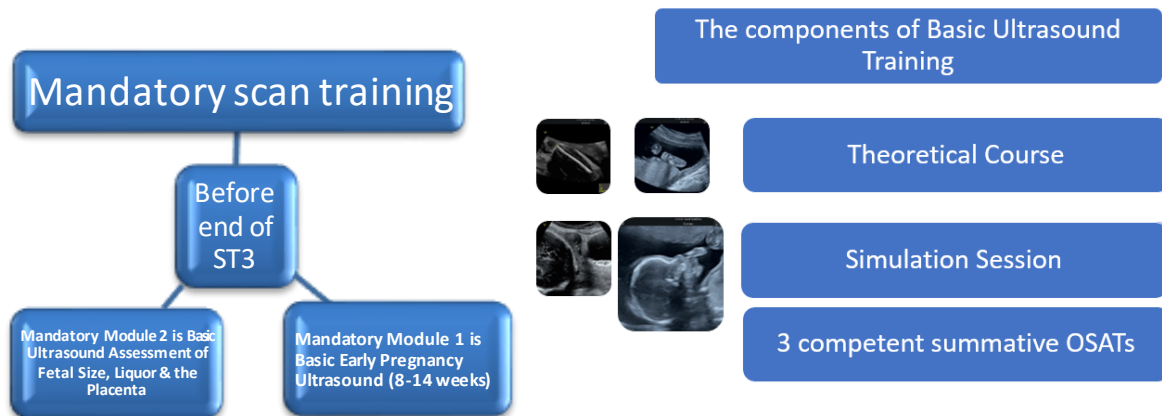 Mandatory scan training
Before
end of
ST3
Mandatory Module 2 is Basic
Ultrasound Assessment of
Fetal Size, Liquor & the
Placenta
Mandatory Module 1 is
Basic Early Pregnancy
Ultrasound (8-14 weeks)
The components of Basic Ultrasound
Training
Theoretical Course
Simulation Session
3 competent summative OSATs